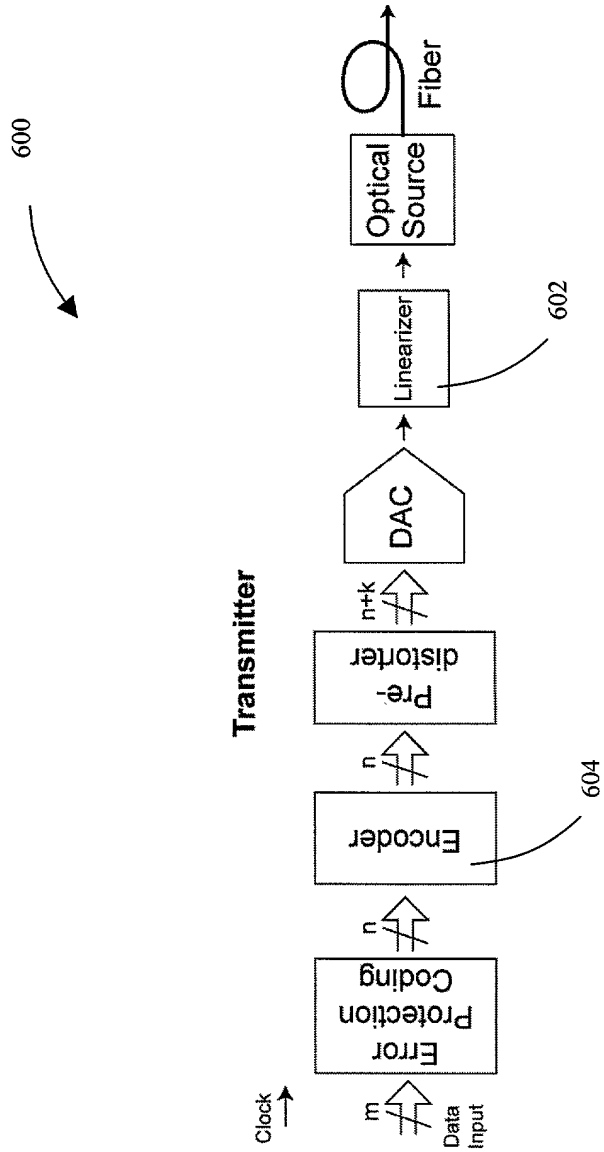 600
Transmitter
Clock
m
Data
Input
Error
Protection
Coding
n
Encoder
n
Pre-
distorter
n+k
DAC
Linearizer
Optical
Source
Fiber
604
602